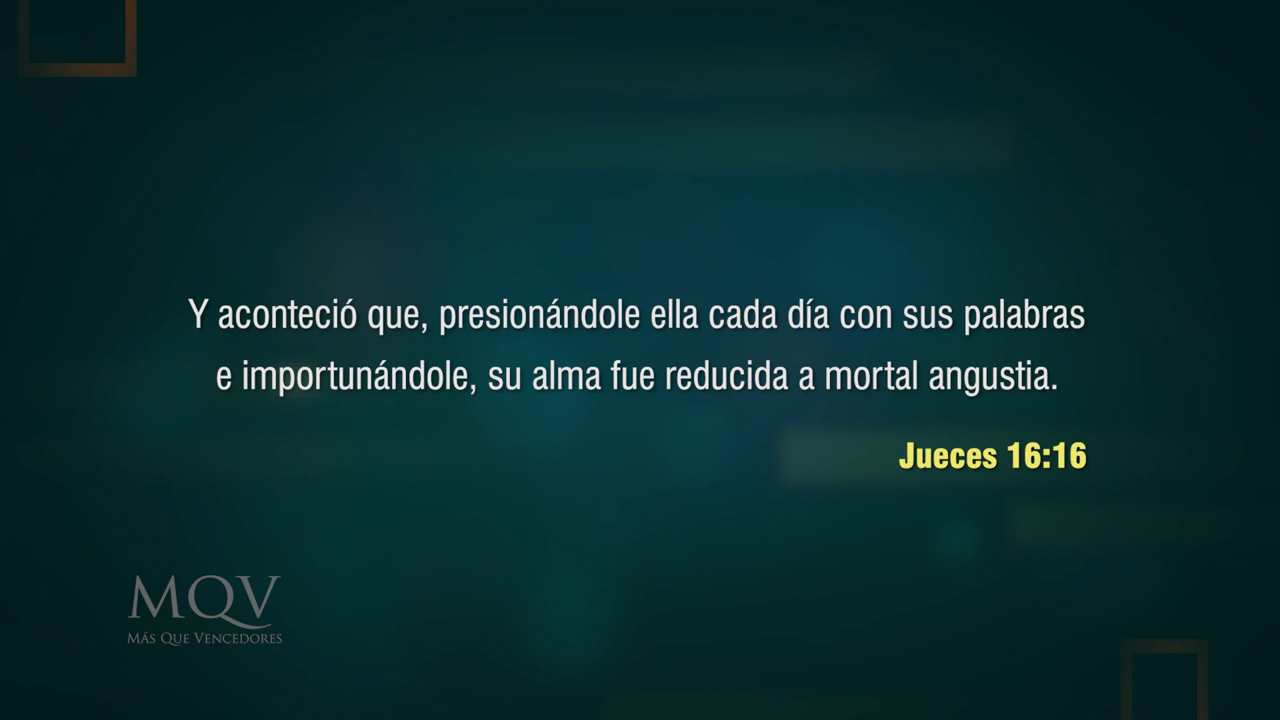 Y aconteció que, presionándole ella cada día con sus palabras
e importunándole, su alma fue reducida a mortal angustia.
Jueces 16:16
MQV
MÁS QUE VENCEDORES